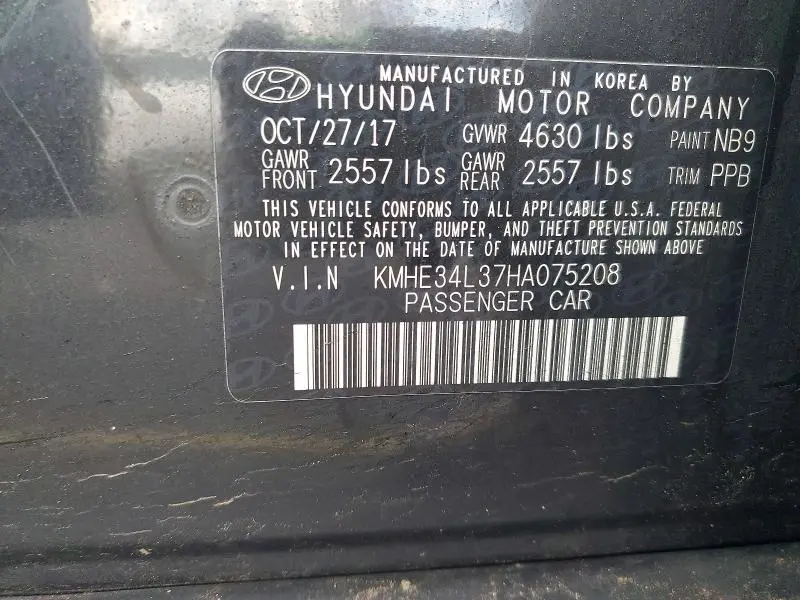 MANUFACTURED IN KOREA BY
HYUNDAI MOTOR COMPANY
OCT/27/17 GVWR 4630 lbs PAINT NB9
GAWR FRONT 2557 lbs GAWR REAR 2557 lbs TRIM PPB
THIS VEHICLE CONFORMS TO ALL APPLICABLE U.S.A. FEDERAL
MOTOR VEHICLE SAFETY, BUMPER, AND THEFT PREVENTION STANDARDS
IN EFFECT ON THE DATE OF MANUFACTURE SHOWN ABOVE
V.I.N KMHE34L37HA075208
PASSENGER CAR